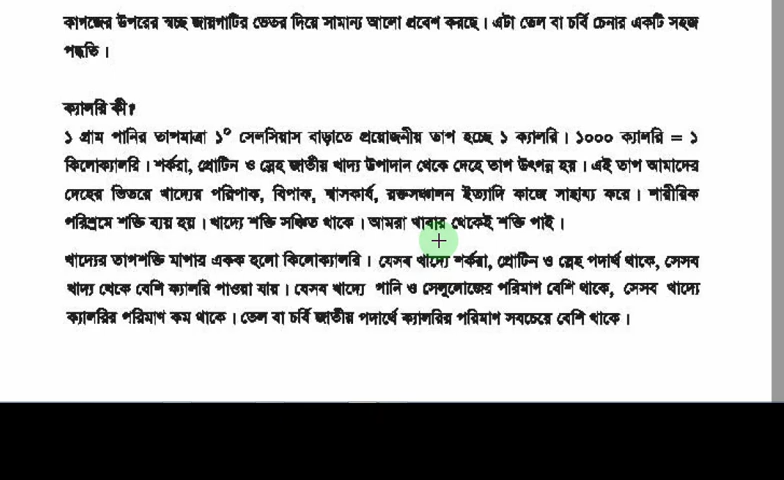 কাগজের উপরের স্বচ্ছ জায়গাটির ভেতর দিয়ে সামান্য আলো প্রবেশ করছে। এটা তেল বা চর্বি চেনার একটি সহজ
পদ্ধতি।
ক্যালরি কী?
১ গ্রাম পানির তাপমাত্রা ১° সেলসিয়াস বাড়াতে প্রয়োজনীয় তাপ হচ্ছে ১ ক্যালরি। ১০০০ ক্যালরি = ১
কিলোক্যালরি। শর্করা, প্রোটিন ও স্নেহ জাতীয় খাদ্য উপাদান থেকে দেহে তাপ উৎপন্ন হয়। এই তাপ আমাদের
দেহের ভিতরে খাদ্যের পরিপাক, বিপাক, শ্বাসকার্য, রক্তসঞ্চালন ইত্যাদি কাজে সাহায্য করে। শারীরিক
পরিশ্রমে শক্তি ব্যয় হয়। খাদ্যে শক্তি সঞ্চিত থাকে। আমরা খাবার থেকেই শক্তি পাই।
খাদ্যের তাপশক্তি মাপার একক হলো কিলোক্যালরি। যেসব খাদ্যে শর্করা, প্রোটিন ও স্নেহ পদার্থ থাকে, সেসব
খাদ্য থেকে বেশি ক্যালরি পাওয়া যায়। যেসব খাদ্যে পানি ও সেলুলোজের পরিমাণ বেশি থাকে, সেসব খাদ্যে
ক্যালরির পরিমাণ কম থাকে। তেল বা চর্বি জাতীয় পদার্থে ক্যালরির পরিমাণ সবচেয়ে বেশি থাকে।